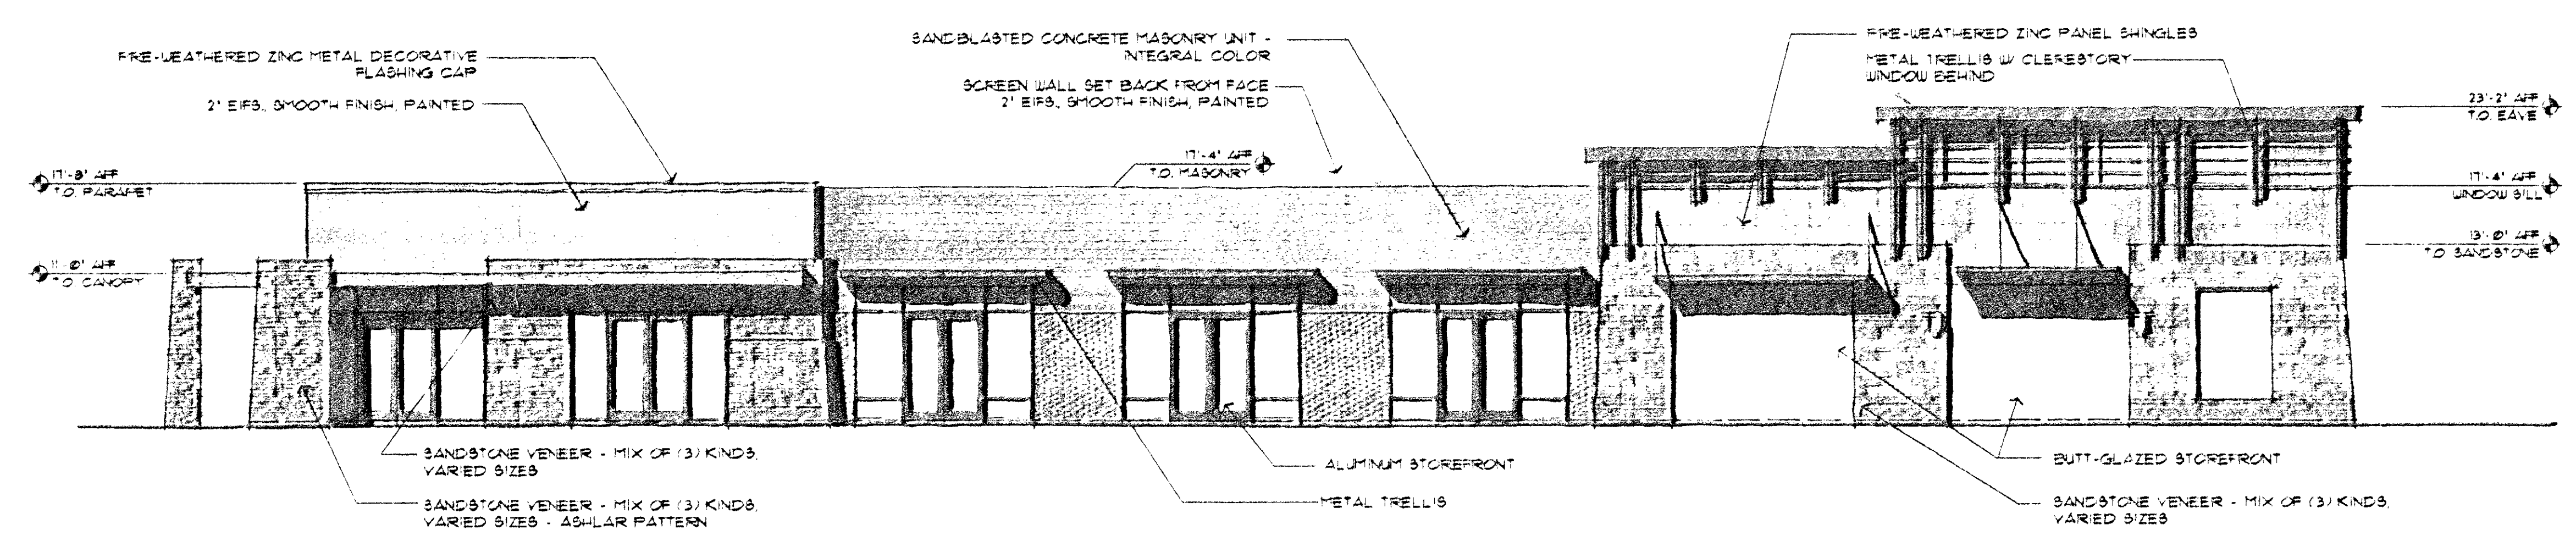 PRE-WEATHERED ZINC METAL DECORATIVE
FLASHING CAP
2" EIFS., SMOOTH FINISH, PAINTED
17'-8" AFF
T.O. PARAPET
11'-0" AFF
T.O. CANOPY
SANDBLASTED CONCRETE MASONRY UNIT -
INTEGRAL COLOR
SCREEN WALL SET BACK FROM FACE
2" EIFS., SMOOTH FINISH, PAINTED
17'-4" AFF
T.O. MASONRY
PRE-WEATHERED ZINC PANEL SHINGLES
METAL TRELLIS W/ CLERESTORY
WINDOW BEHIND
23'-2" AFF
T.O. EAVE
17'-4" AFF
WINDOW SILL
13'-0" AFF
T.O. SANDSTONE
SANDSTONE VENEER - MIX OF (3) KINDS,
VARIED SIZES
SANDSTONE VENEER - MIX OF (3) KINDS,
VARIED SIZES - ASHLAR PATTERN
ALUMINUM STOREFRONT
METAL TRELLIS
BUTT-GLAZED STOREFRONT
SANDSTONE VENEER - MIX OF (3) KINDS,
VARIED SIZES